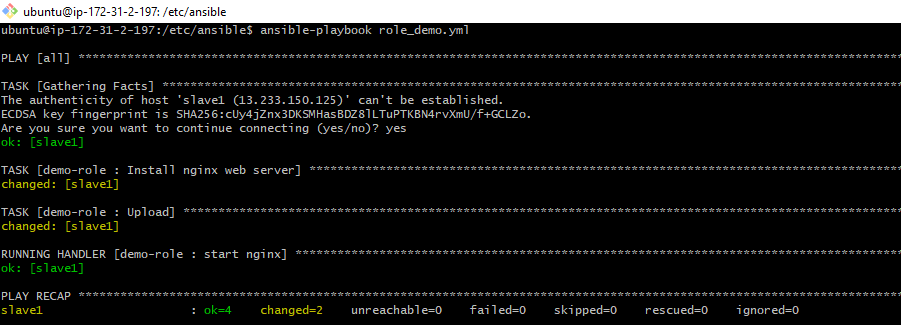 ubuntu@ip-172-31-2-197: /etc/ansible
ubuntu@ip-172-31-2-197:/etc/ansible$ ansible-playbook role_demo.yml
PLAY [all] ****************************************************************************************************************
TASK [Gathering Facts] ****************************************************************************************************
The authenticity of host 'slave1 (13.233.150.125)' can't be established.
ECDSA key fingerprint is SHA256:cUy4jZnx3DKSMHasBDZ8lLTuPTKBN4rvXmU/f+GCLZo.
Are you sure you want to continue connecting (yes/no)? yes
ok: [slave1]
TASK [demo-role : Install nginx web server] *******************************************************************************
changed: [slave1]
TASK [demo-role : Upload] *************************************************************************************************
changed: [slave1]
RUNNING HANDLER [demo-role : start nginx] *********************************************************************************
ok: [slave1]
PLAY RECAP ****************************************************************************************************************
slave1                     : ok=4    changed=2    unreachable=0    failed=0    skipped=0    rescued=0    ignored=0